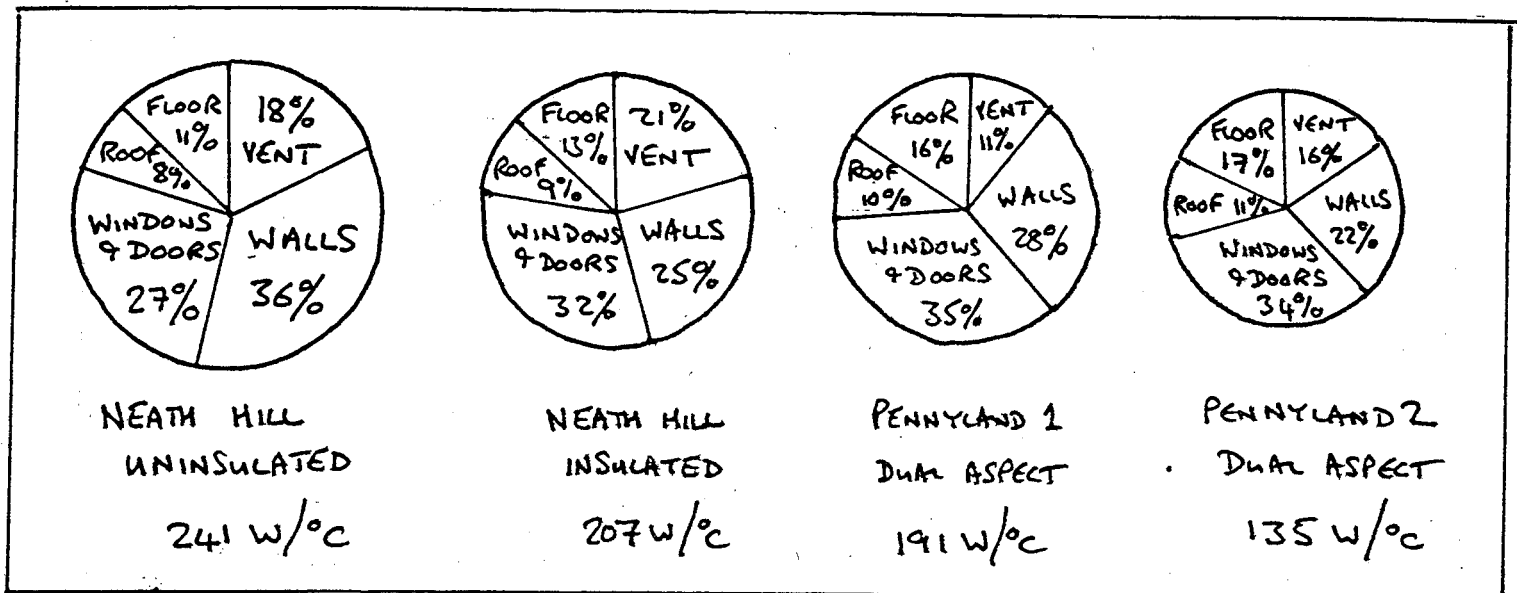 FLOOR
11%
18%
VENT
ROOF
8%
WINDOWS
& DOORS
27%
WALLS
36%
NEATH HILL
UNINSULATED
241 W/°C
FLOOR
13%
21%
VENT
ROOF
9%
WINDOWS
& DOORS
32%
WALLS
25%
NEATH HILL
INSULATED
207 W/°C
FLOOR
16%
VENT
11%
ROOF
10%
WALLS
28%
WINDOWS
& DOORS
35%
PENNYLAND 1
DUAL ASPECT
191 W/°C
FLOOR
17%
VENT
16%
ROOF 11%
WALLS
22%
WINDOWS
& DOORS
34%
PENNYLAND 2
DUAL ASPECT
135 W/°C